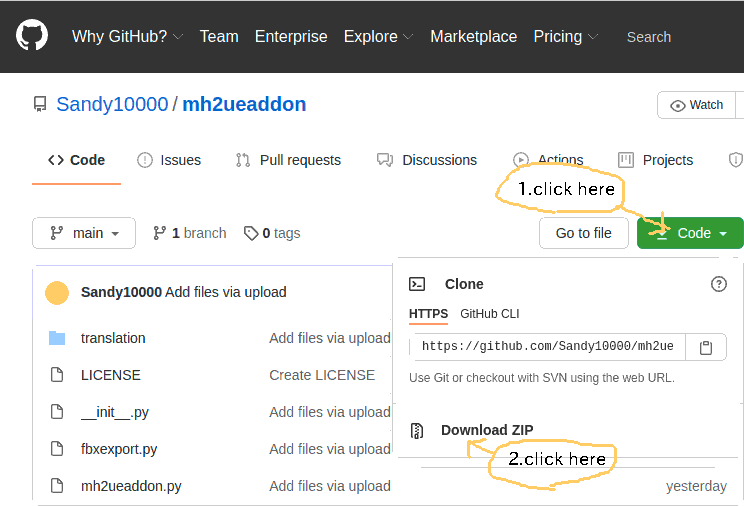 Why GitHub? Team Enterprise Explore Marketplace Pricing Search
Sandy10000 / mh2ueaddon Watch
Code Issues Pull requests Discussions Actions Projects
1.click here
main 1 branch 0 tags Go to file Code
Sandy10000 Add files via upload
translation Add files via upload
LICENSE Create LICENSE
__init__.py Add files via upload
fbxexport.py Add files via upload
mh2ueaddon.py Add files via upload yesterday
Clone
HTTPS GitHub CLI
https://github.com/Sandy10000/mh2ue
Use Git or checkout with SVN using the web URL.
Download ZIP
2.click here